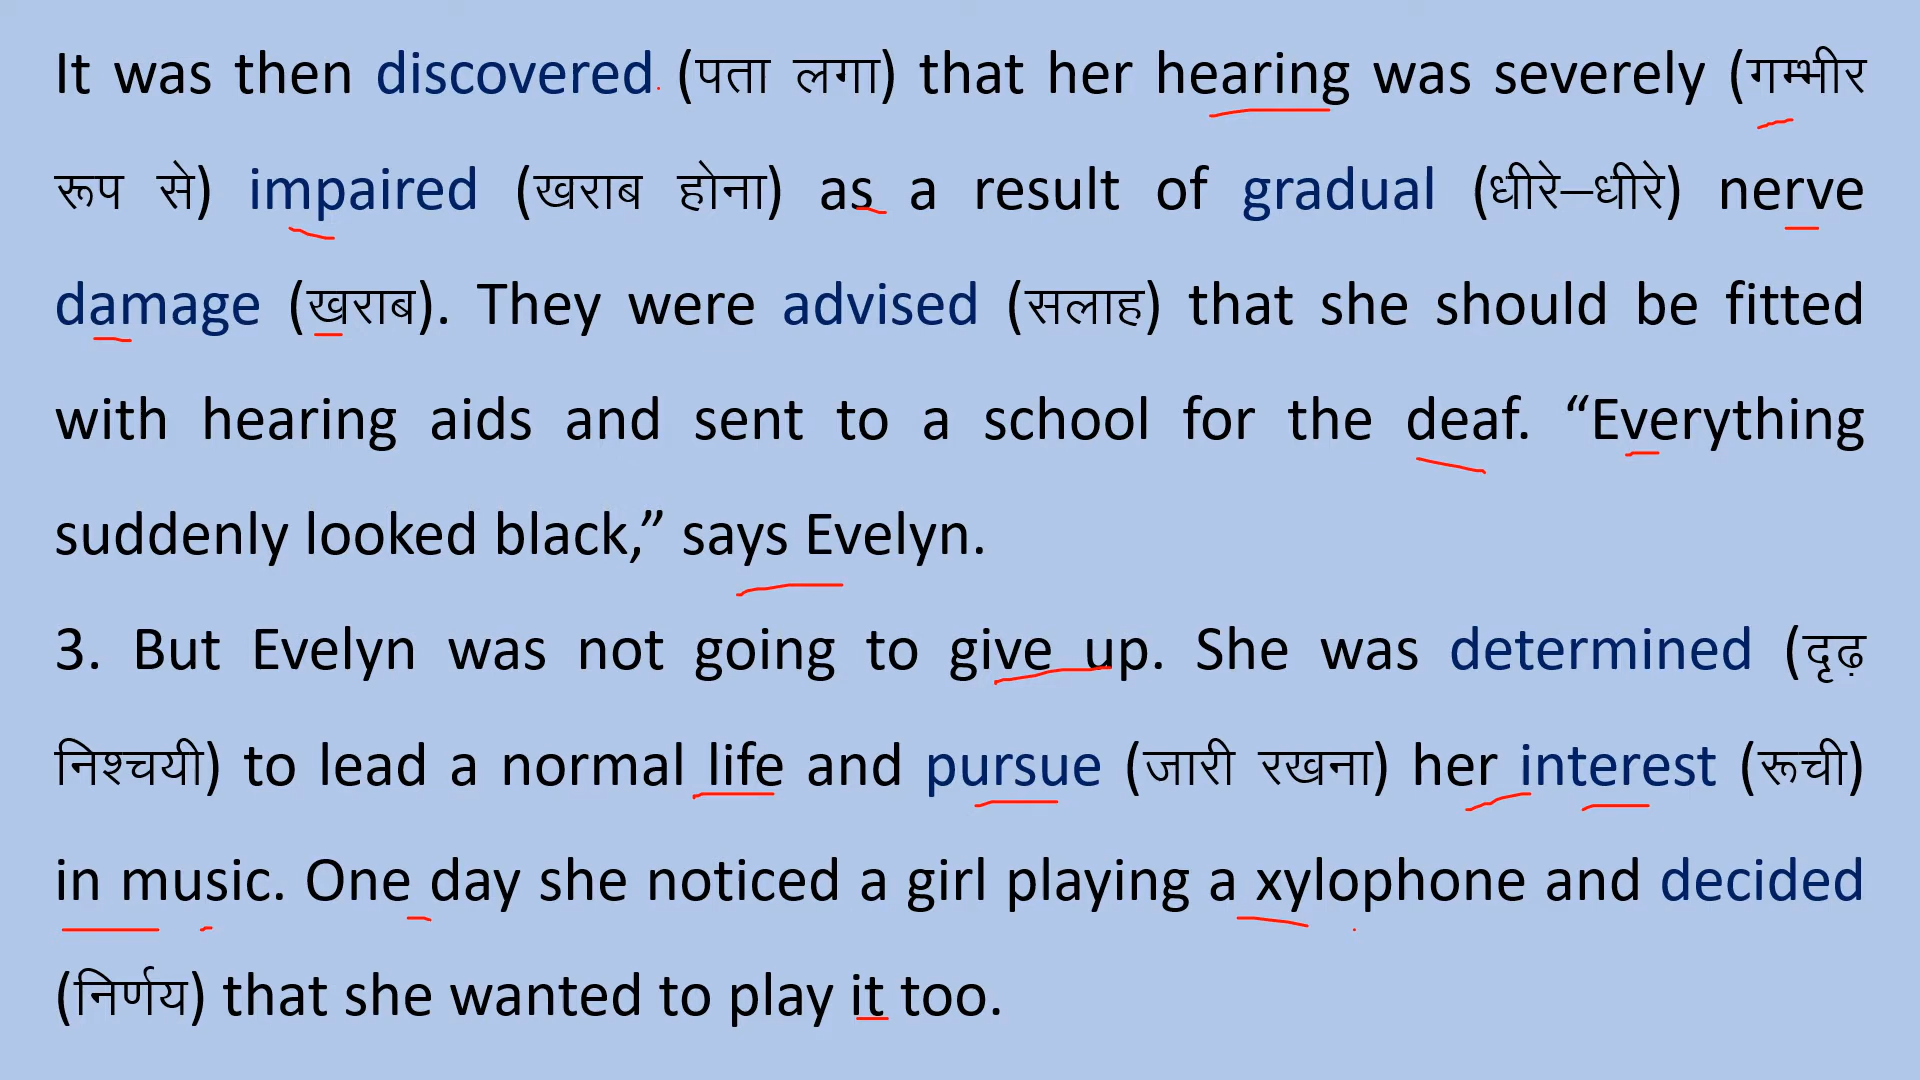 It was then discovered (पता लगा) that her hearing was severely (गम्भीर
रूप से) impaired (खराब होना) as a result of gradual (धीरे–धीरे) nerve
damage (खराब). They were advised (सलाह) that she should be fitted
with hearing aids and sent to a school for the deaf. “Everything
suddenly looked black,” says Evelyn.
3. But Evelyn was not going to give up. She was determined (दृढ़
निश्चयी) to lead a normal life and pursue (जारी रखना) her interest (रूची)
in music. One day she noticed a girl playing a xylophone and decided
(निर्णय) that she wanted to play it too.